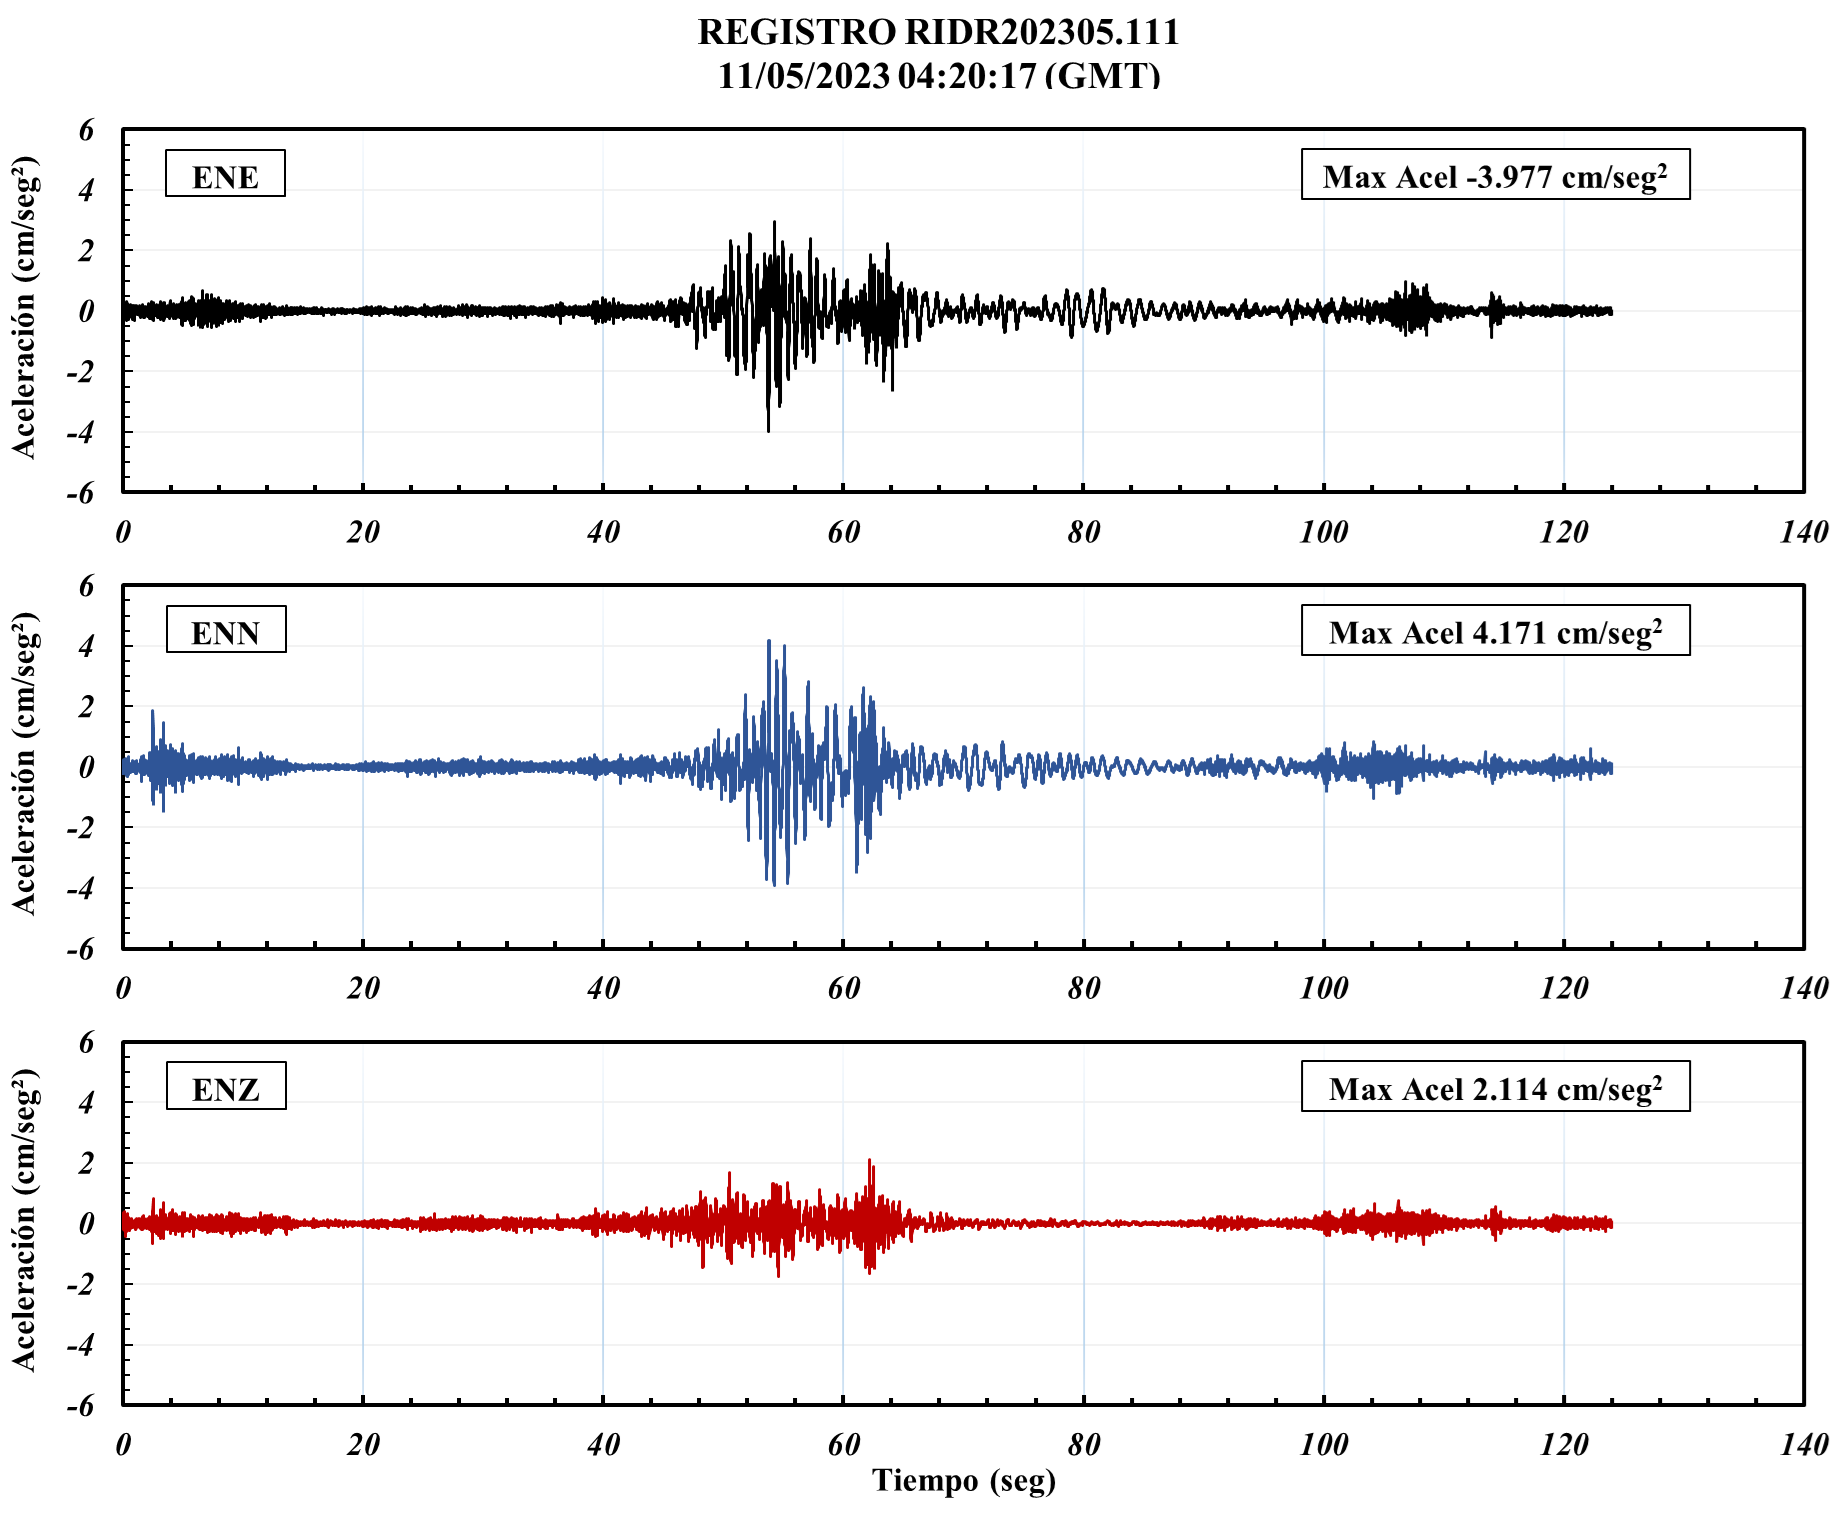 REGISTRO RIDR202305.111
11/05/2023 04:20:17 (GMT)
Aceleración (cm/seg²)
ENE
Max Acel -3.977 cm/seg²
6
4
2
0
-2
-4
-6
0 20 40 60 80 100 120 140
Aceleración (cm/seg²)
ENN
Max Acel 4.171 cm/seg²
6
4
2
0
-2
-4
-6
0 20 40 60 80 100 120 140
Aceleración (cm/seg²)
ENZ
Max Acel 2.114 cm/seg²
6
4
2
0
-2
-4
-6
0 20 40 60 80 100 120 140
Tiempo (seg)